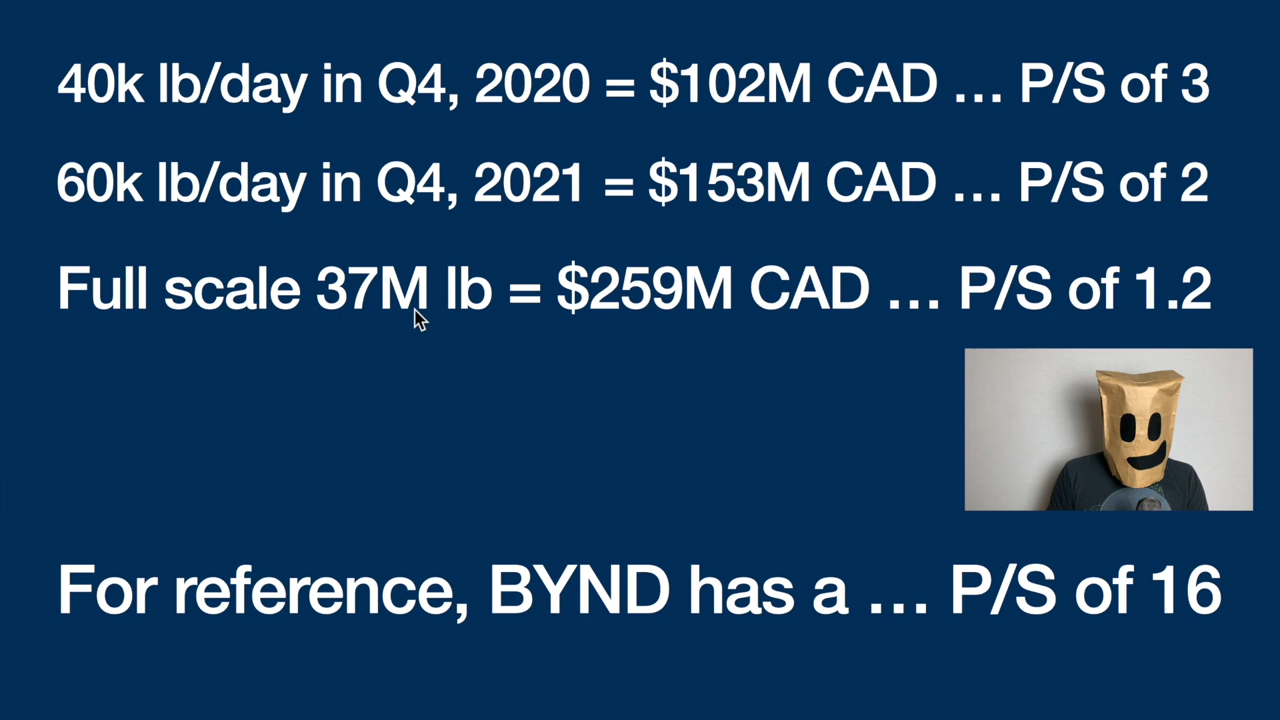 40k lb/day in Q4, 2020 = $102M CAD … P/S of 3
60k lb/day in Q4, 2021 = $153M CAD … P/S of 2
Full scale 37M lb = $259M CAD … P/S of 1.2
For reference, BYND has a … P/S of 16